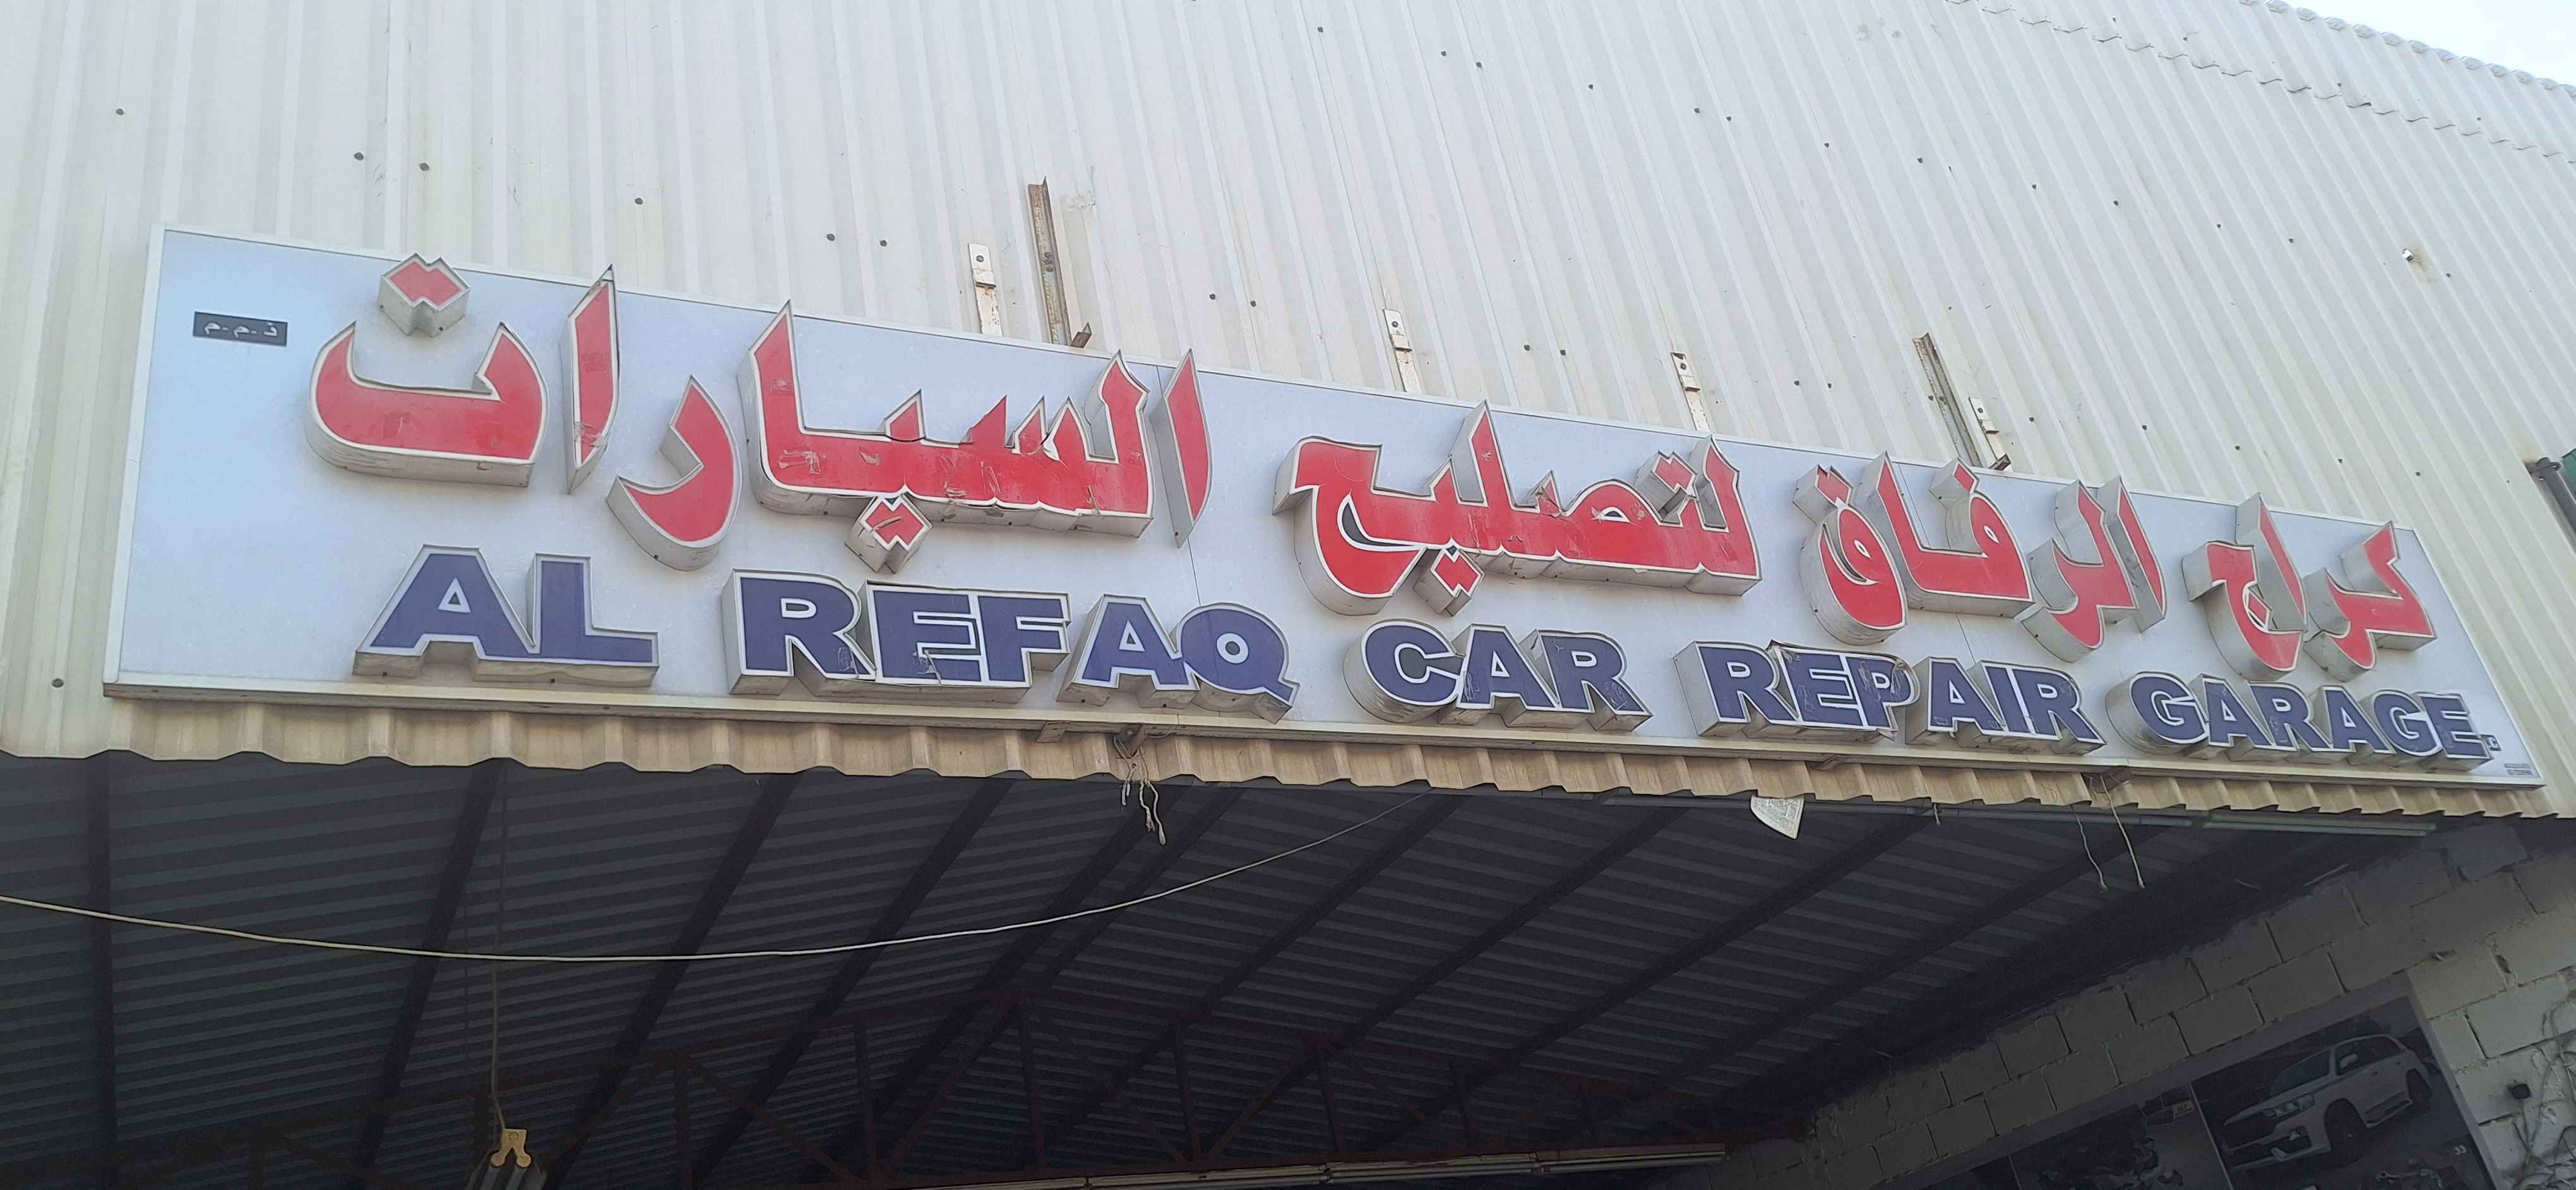 كراج الرفاق لتصليح السيارات
ذ.م.م
AL REFAQ CAR REPAIR GARAGE.